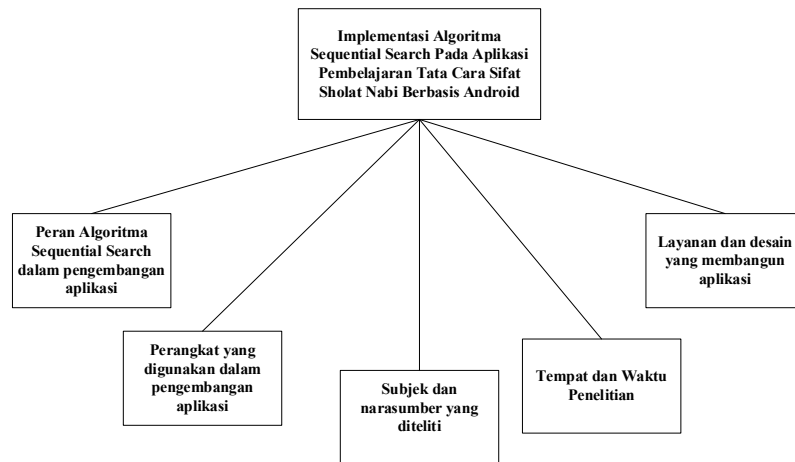 Implementasi Algoritma
Sequential Search Pada Aplikasi
Pembelajaran Tata Cara Sifat
Sholat Nabi Berbasis Android
Peran Algoritma
Sequential Search
dalam pengembangan
aplikasi
Perangkat yang
digunakan dalam
pengembangan
aplikasi
Subjek dan
narasumber yang
diteliti
Tempat dan Waktu
Penelitian
Layanan dan desain
yang membangun
aplikasi